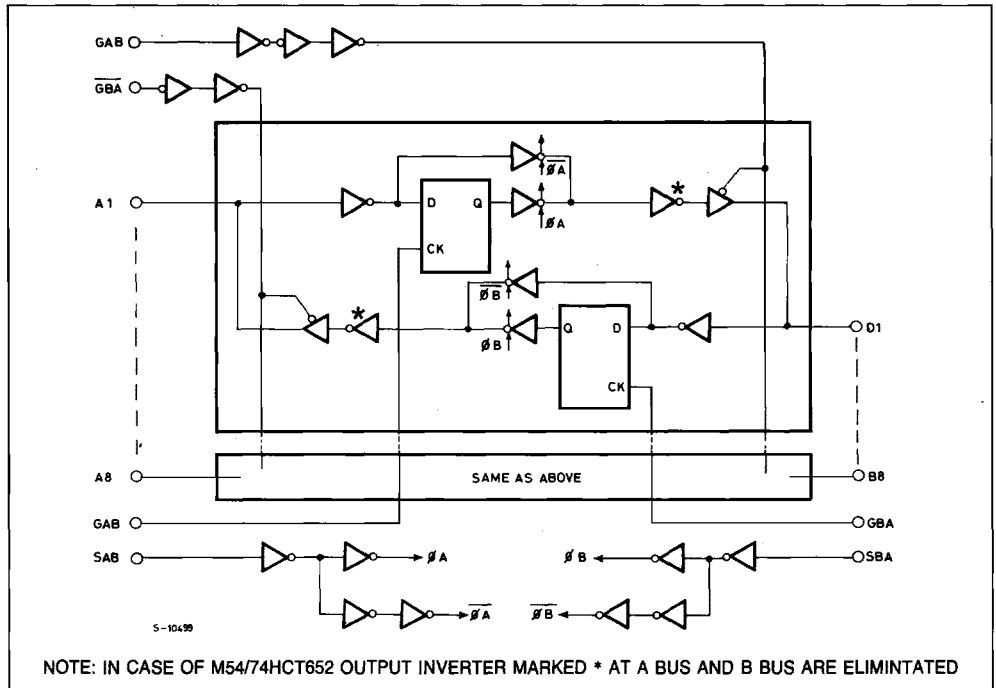 GAB
G̅B̅A̅
A1
D Q
CK
ØA̅
ØA
*
ØB̅
ØB
*
Q D
CK
D1
A8
SAME AS ABOVE
B8
GAB
GBA
SAB
ØA
ØB
SBA
ØA̅
ØB̅
S-10499
NOTE: IN CASE OF M54/74HCT652 OUTPUT INVERTER MARKED * AT A BUS AND B BUS ARE ELIMINTATED